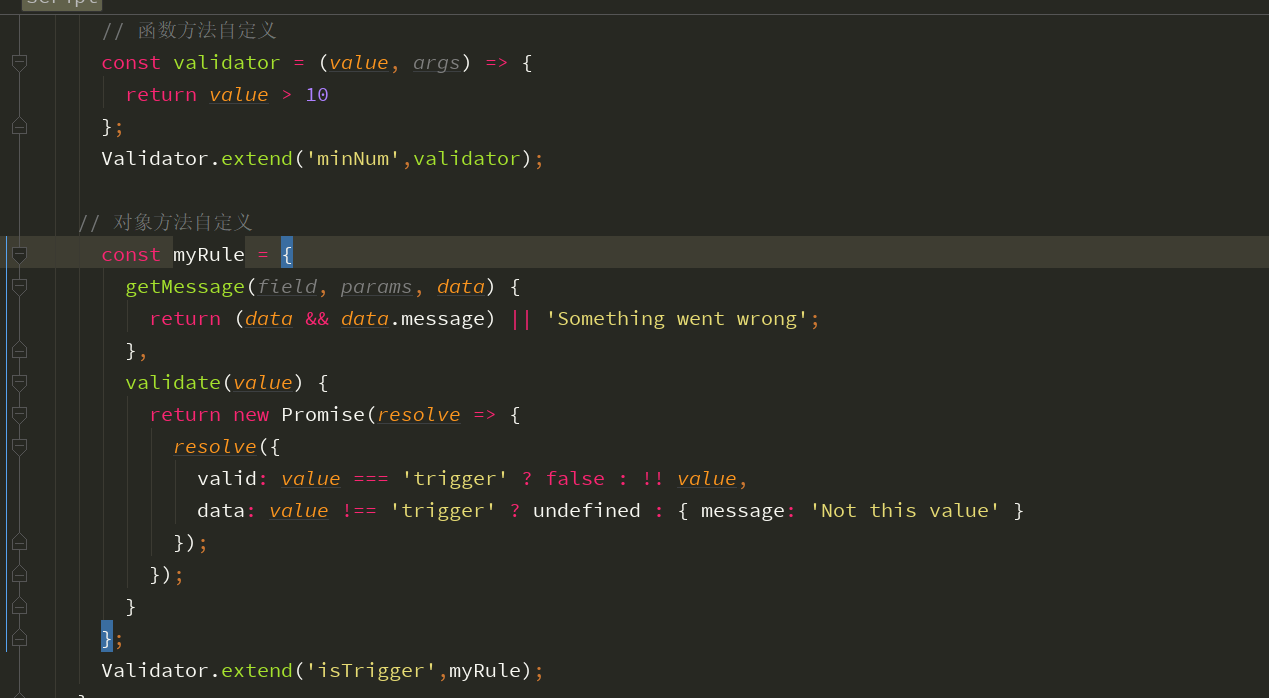 Script
// 函数方法自定义
const validator = (value, args) => {
return value > 10
};
Validator.extend('minNum',validator);
// 对象方法自定义
const myRule = {
getMessage(field, params, data) {
return (data && data.message) || 'Something went wrong';
},
validate(value) {
return new Promise(resolve => {
resolve({
valid: value === 'trigger' ? false : !! value,
data: value !== 'trigger' ? undefined : { message: 'Not this value' }
});
});
}
};
Validator.extend('isTrigger',myRule);